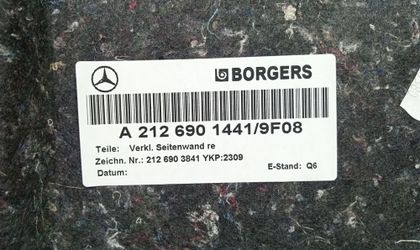 BORGERS
A 212 690 1441/9F08
Teile: Verkl. Seitenwand re
Zeichn. Nr.: 212 690 3841 YKP:2309
Datum: E-Stand: Q6